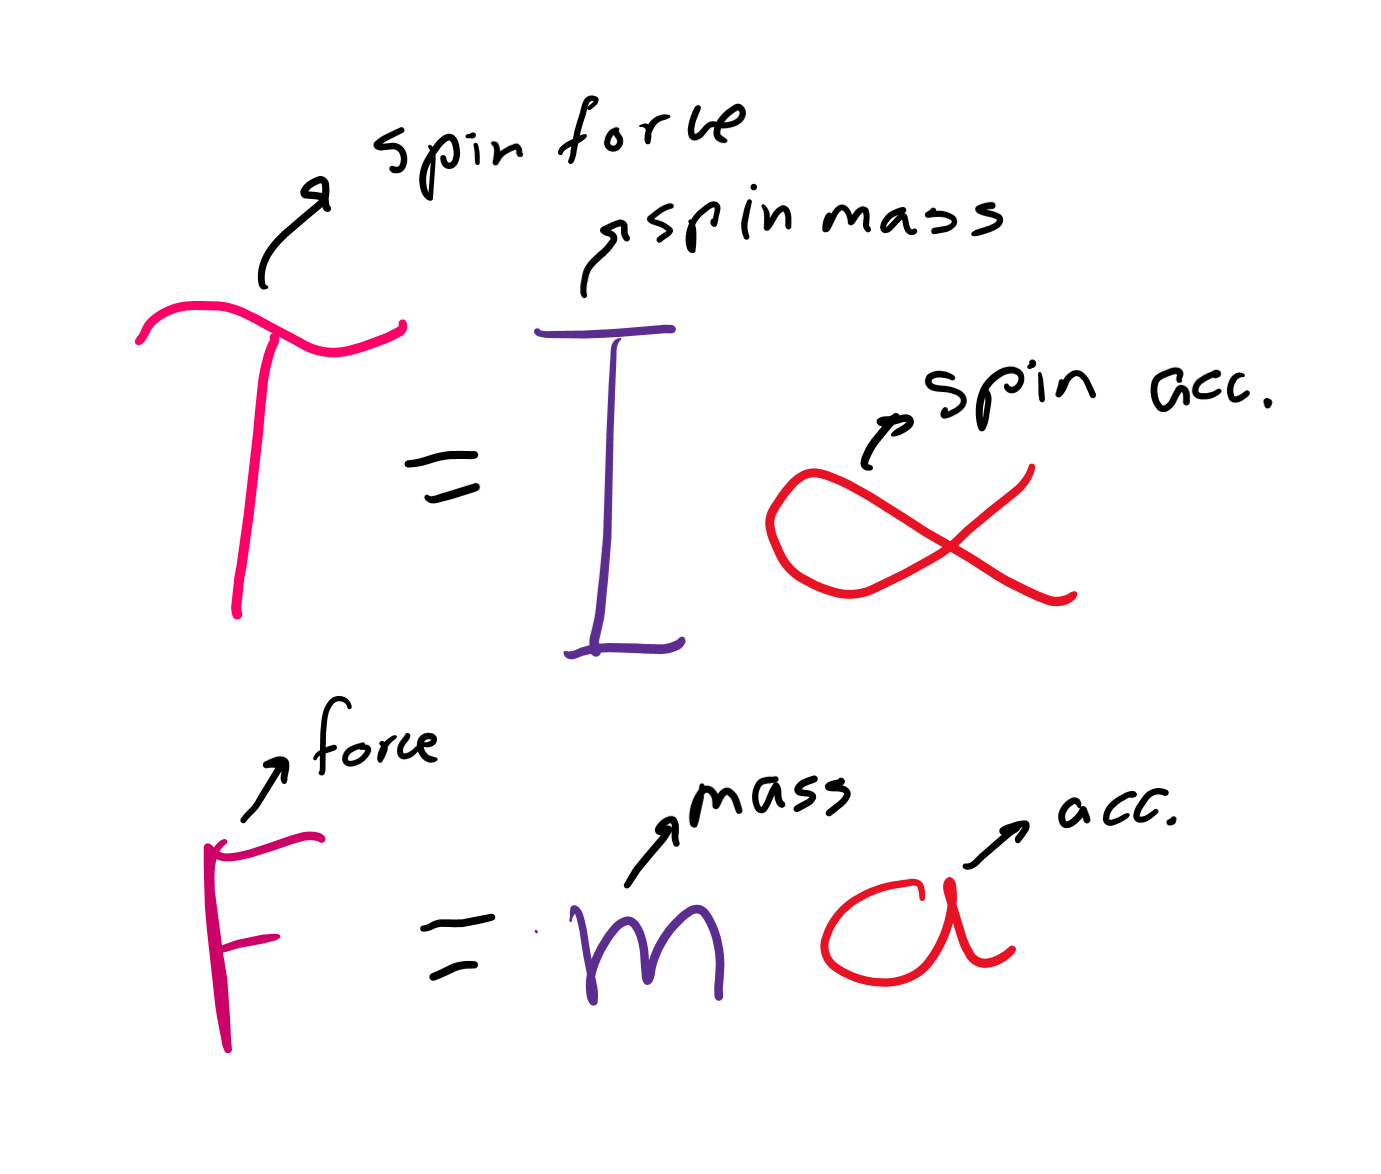 spin force
spin mass
spin acc.
τ = I α
force
mass
acc.
F = m a